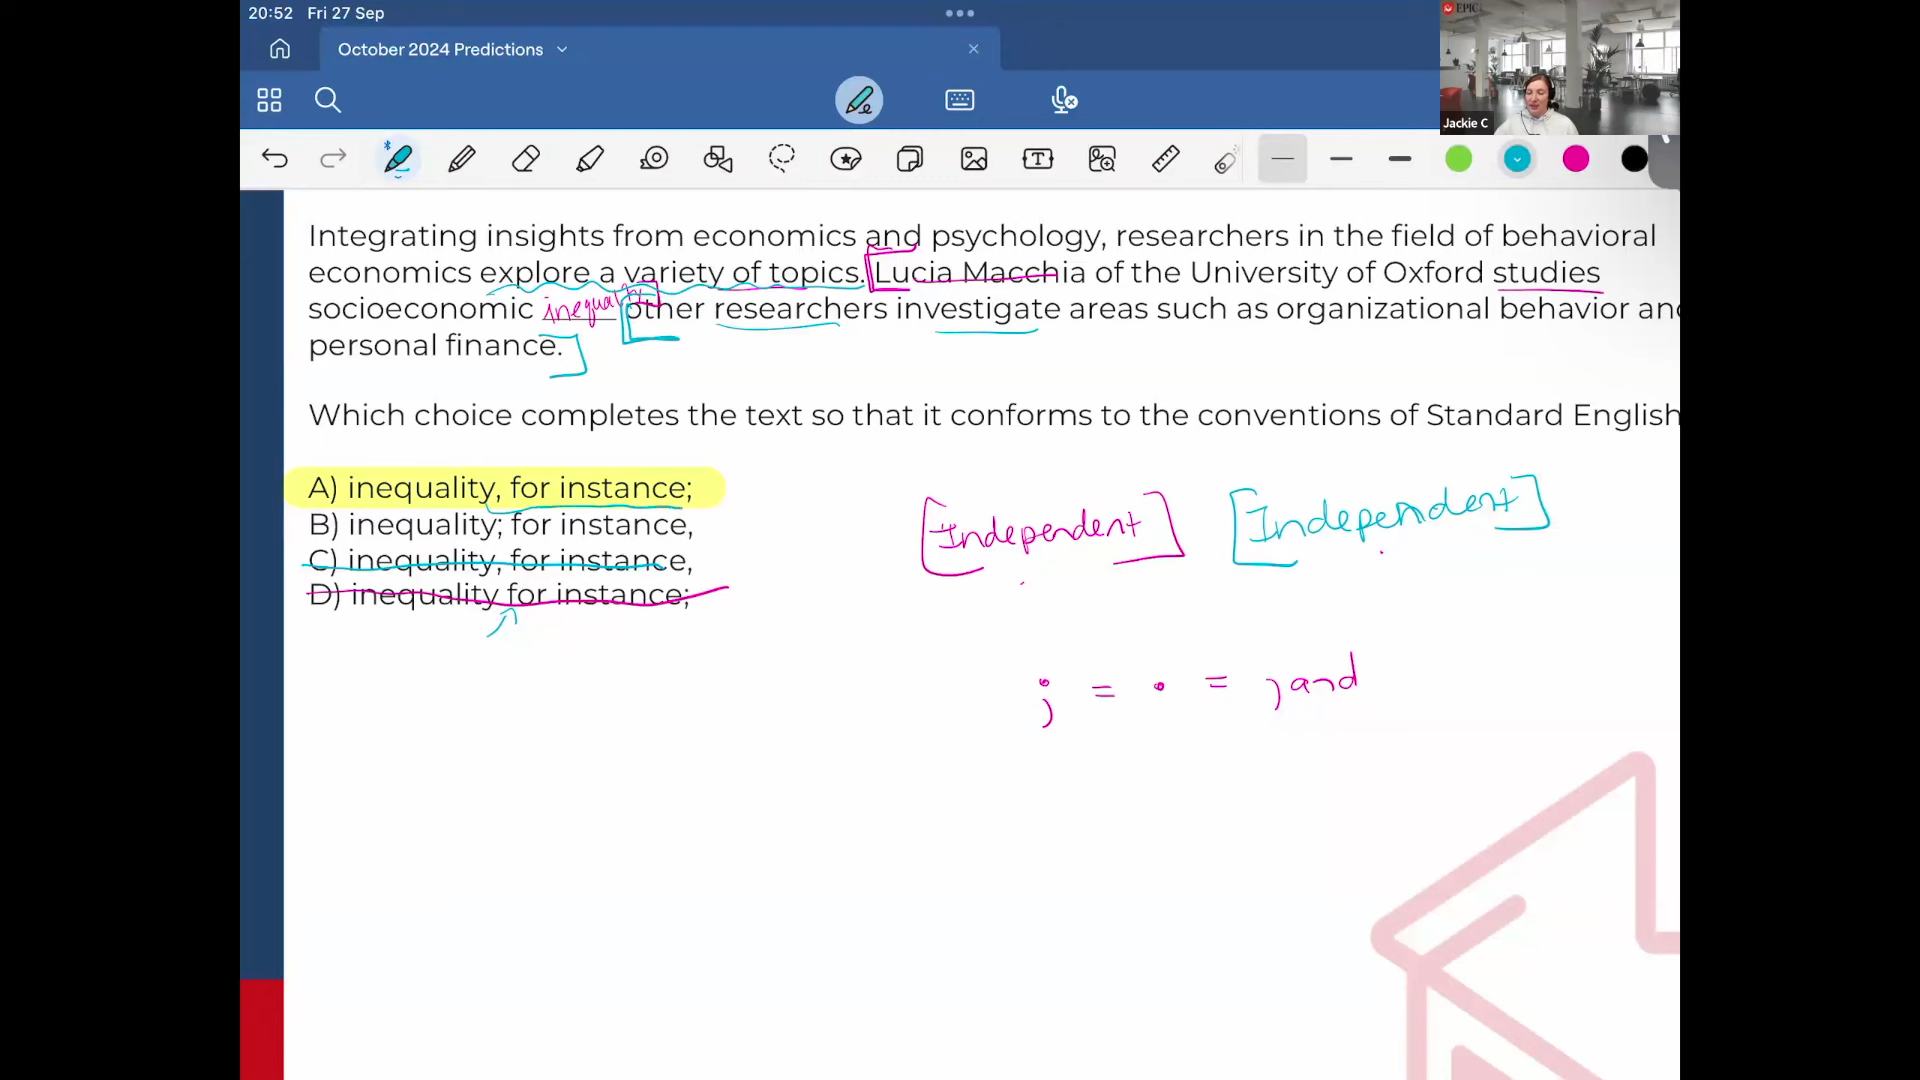 20:52 Fri 27 Sep
EPIC
October 2024 Predictions
Jackie C
Integrating insights from economics and psychology, researchers in the field of behavioral
economics explore a variety of topics. Lucia Macchia of the University of Oxford studies
socioeconomic inequality other researchers investigate areas such as organizational behavior and
personal finance.
Which choice completes the text so that it conforms to the conventions of Standard English
A) inequality, for instance;
B) inequality; for instance,
C) inequality, for instance,
D) inequality for instance;
[Independent] [Independent]
; = . = , and